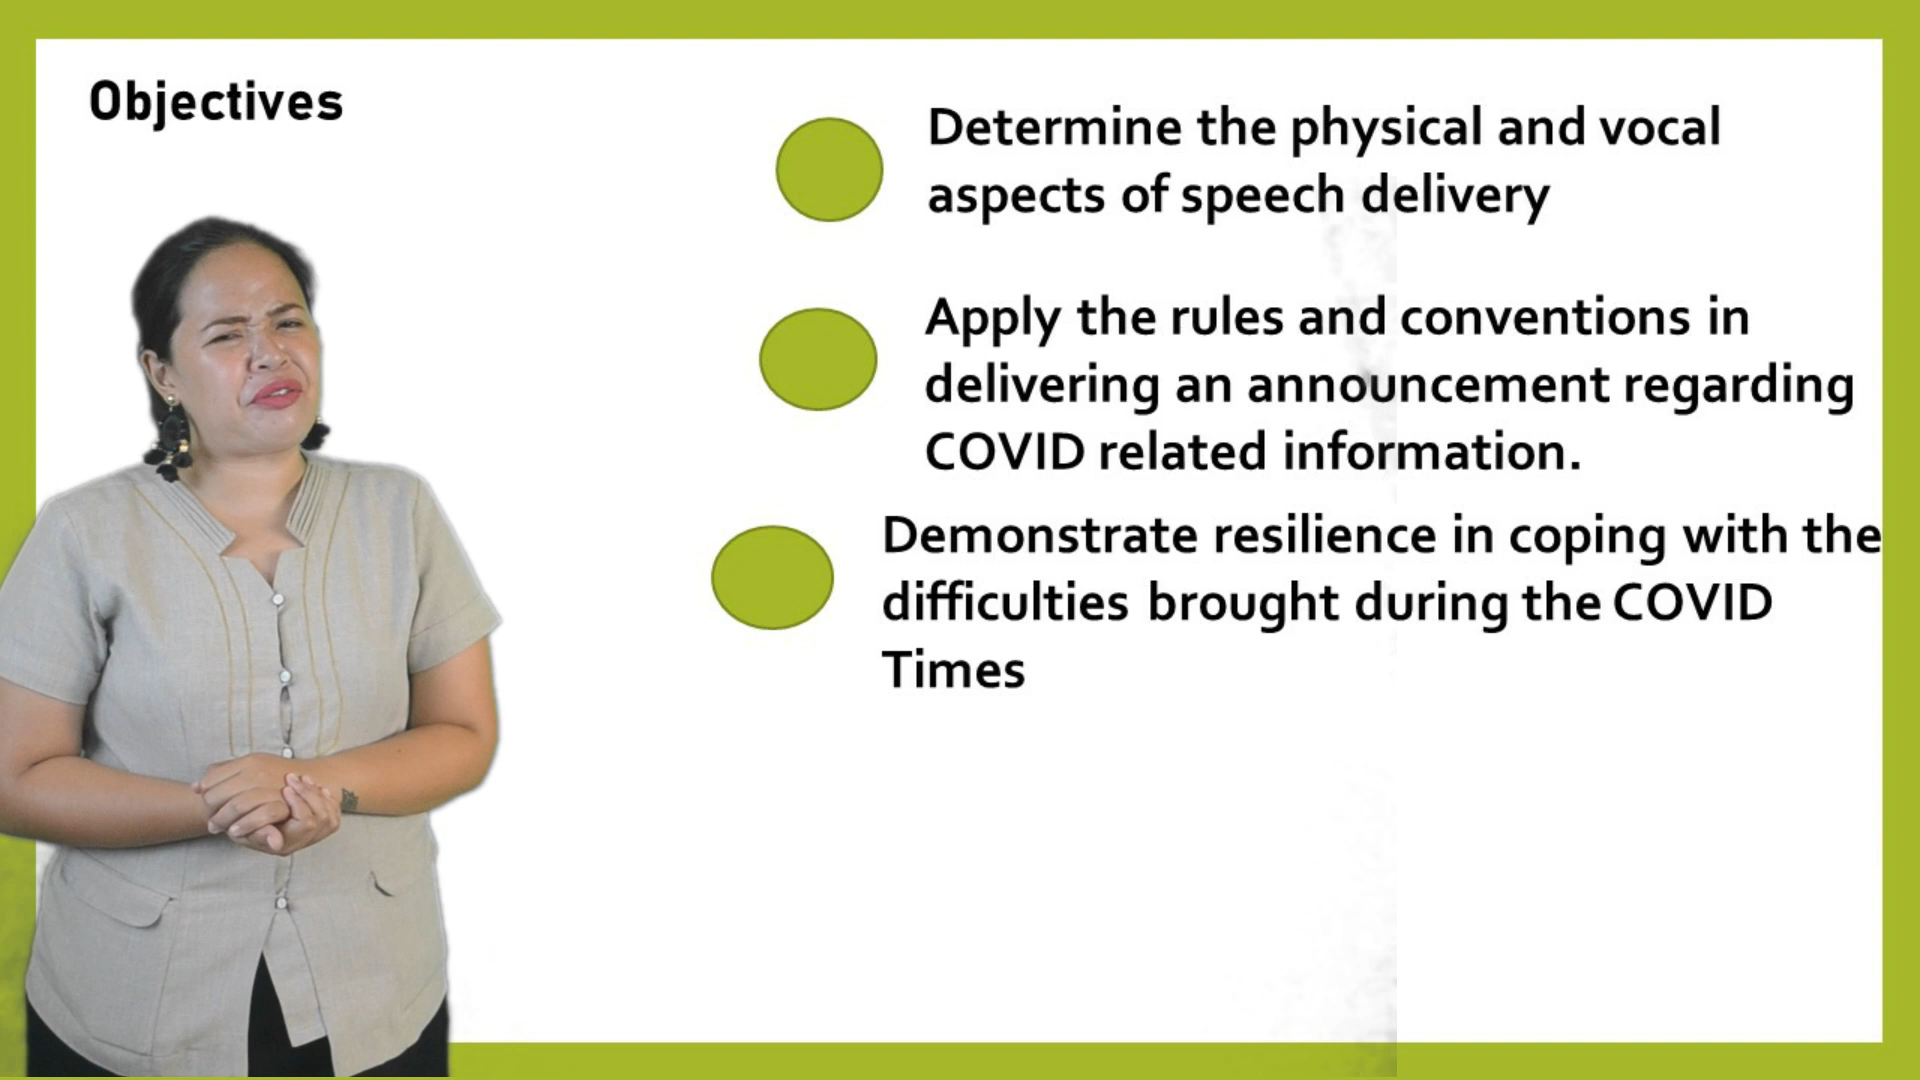 Objectives
Determine the physical and vocal
aspects of speech delivery
Apply the rules and conventions in
delivering an announcement regarding
COVID related information.
Demonstrate resilience in coping with the
difficulties brought during the COVID
Times